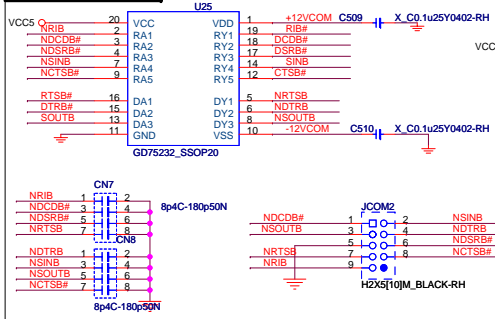 U25
VCC5 20 VCC VDD 1 +12VCOM C509 X_C0.1u25Y0402-RH
NRIB 2 RA1 RY1 19 RIB#
NDCDB# 3 RA2 RY2 18 DCDB#
NDSRB# 4 RA3 RY3 17 DSRB#
NSINB 7 RA4 RY4 14 SINB
NCTSB# 9 RA5 RY5 12 CTSB#
VCC
RTSB# 16 DA1 DY1 5 NRTSB
DTRB# 15 DA2 DY2 6 NDTRB
SOUTB 13 DA3 DY3 8 NSOUTB
11 GND VSS 10 -12VCOM C510 X_C0.1u25Y0402-RH
GD75232_SSOP20
CN7
NRIB 1 2
NDCDB# 3 4
NDSRB# 5 6
NRTSB 7 8
8p4C-180p50N
CN8
NDTRB 1 2
NSINB 3 4
NSOUTB 5 6
NCTSB# 7 8
8p4C-180p50N
JCOM2
NDCDB# 1 2 NSINB
NSOUTB 3 4 NDTRB
5 6 NDSRB#
NRTSB 7 8 NCTSB#
NRIB 9
H2X5[10]M_BLACK-RH